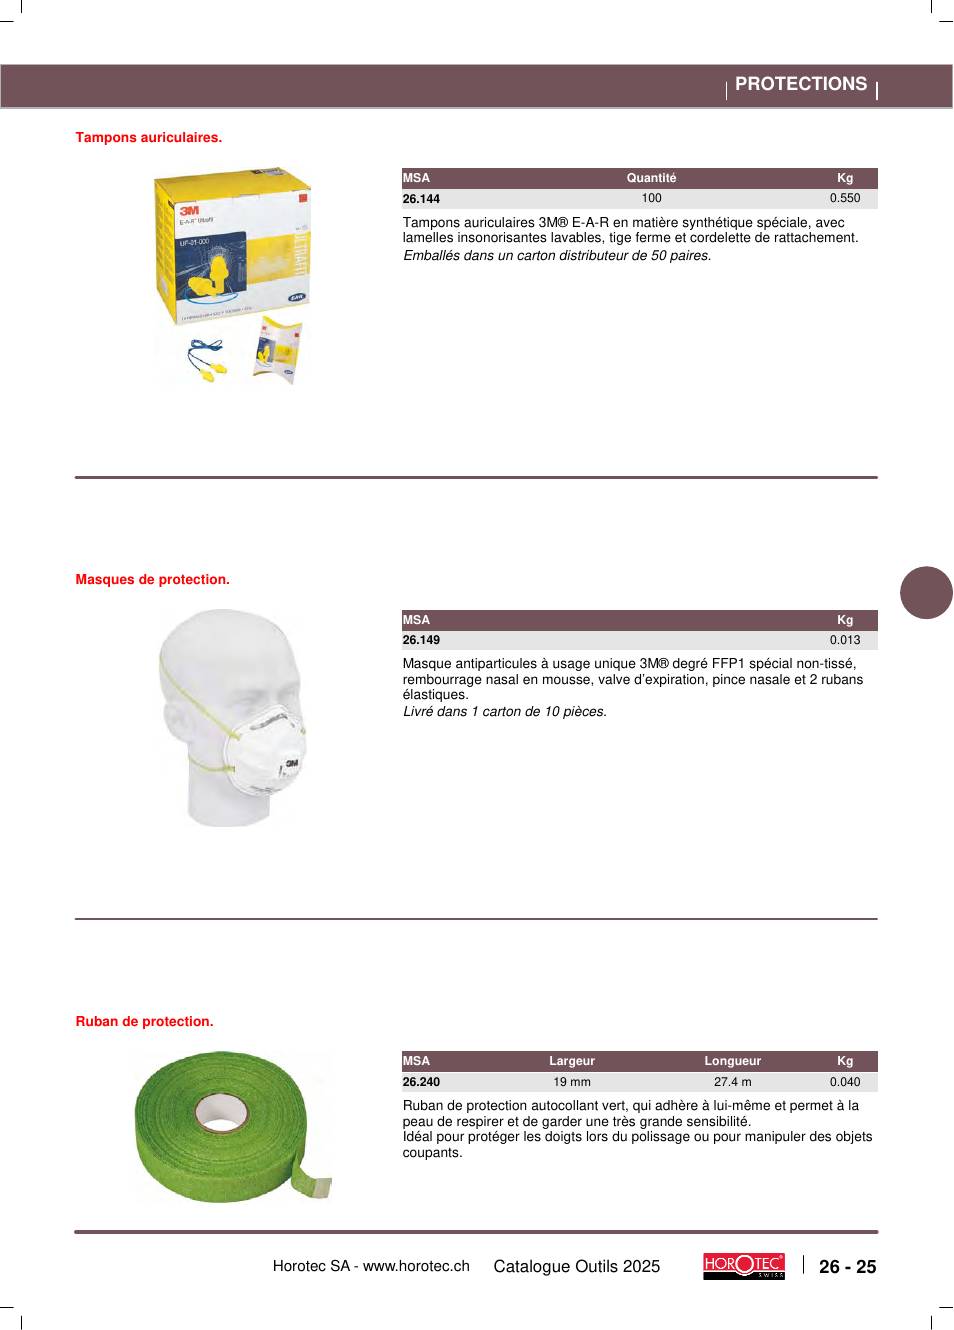 PROTECTIONS
Tampons auriculaires.
3M
E-A-R™ Ultrafit
UF-01-000
ULTRAFIT
EAR
MSA Quantité Kg
26.144 100 0.550
Tampons auriculaires 3M® E-A-R en matière synthétique spéciale, avec
lamelles insonorisantes lavables, tige ferme et cordelette de rattachement.
Emballés dans un carton distributeur de 50 paires.
Masques de protection.
3M
MSA Kg
26.149 0.013
Masque antiparticules à usage unique 3M® degré FFP1 spécial non-tissé,
rembourrage nasal en mousse, valve d'expiration, pince nasale et 2 rubans
élastiques.
Livré dans 1 carton de 10 pièces.
Ruban de protection.
MSA Largeur Longueur Kg
26.240 19 mm 27.4 m 0.040
Ruban de protection autocollant vert, qui adhère à lui-même et permet à la
peau de respirer et de garder une très grande sensibilité.
Idéal pour protéger les doigts lors du polissage ou pour manipuler des objets
coupants.
Horotec SA - www.horotec.ch Catalogue Outils 2025 HOROTEC® SWISS 26 - 25